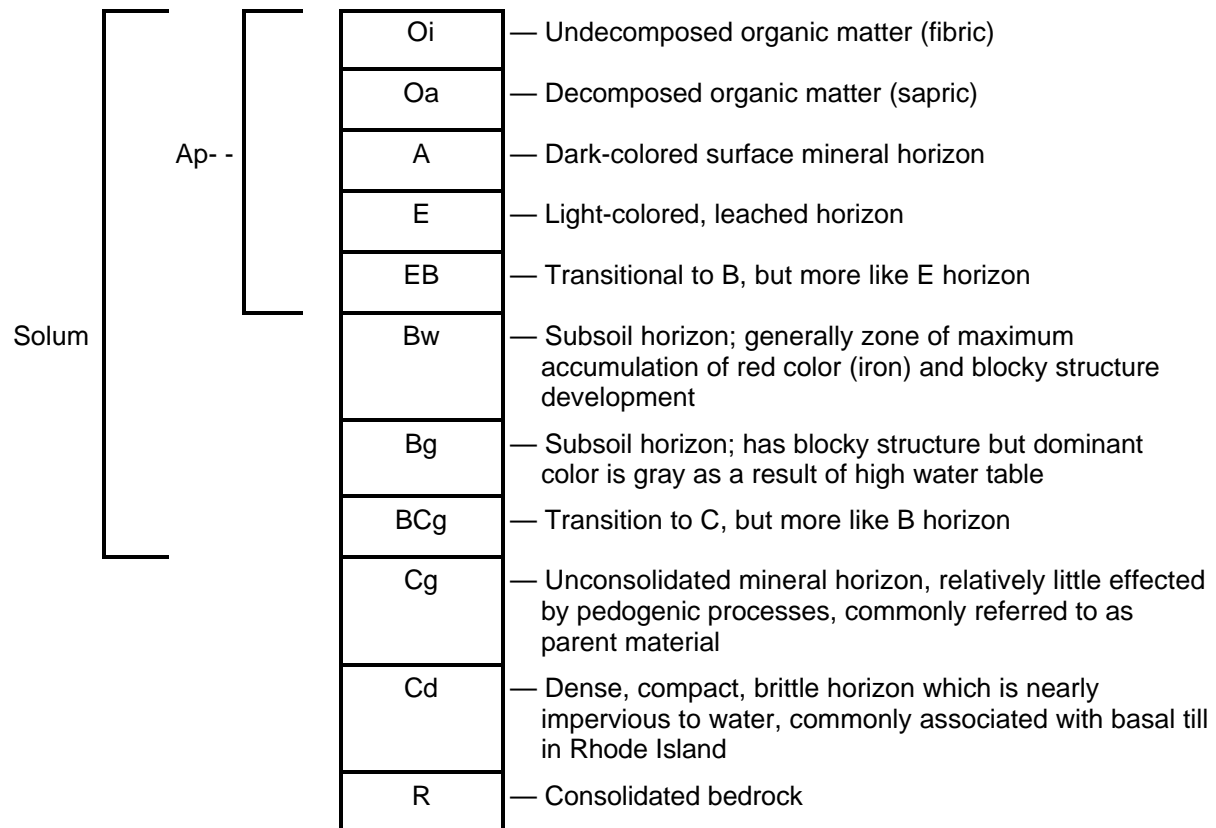 Oi — Undecomposed organic matter (fibric)
Oa — Decomposed organic matter (sapric)
Ap- - A — Dark-colored surface mineral horizon
E — Light-colored, leached horizon
EB — Transitional to B, but more like E horizon
Solum Bw — Subsoil horizon; generally zone of maximum
accumulation of red color (iron) and blocky structure
development
Bg — Subsoil horizon; has blocky structure but dominant
color is gray as a result of high water table
BCg — Transition to C, but more like B horizon
Cg — Unconsolidated mineral horizon, relatively little effected
by pedogenic processes, commonly referred to as
parent material
Cd — Dense, compact, brittle horizon which is nearly
impervious to water, commonly associated with basal till
in Rhode Island
R — Consolidated bedrock